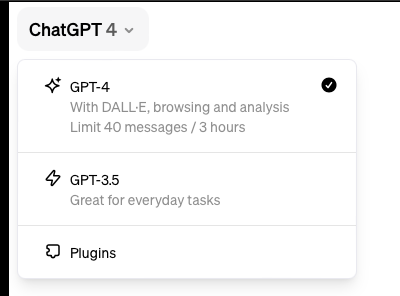 ChatGPT 4
GPT-4
With DALL·E, browsing and analysis
Limit 40 messages / 3 hours
GPT-3.5
Great for everyday tasks
Plugins